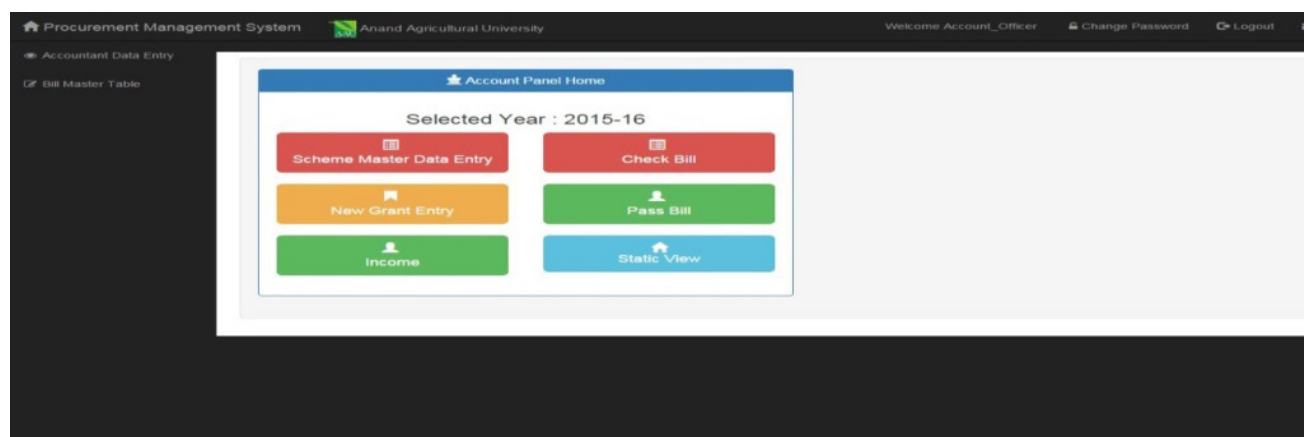 Procurement Management System Anand Agricultural University Welcome Account_Officer Change Password Logout
Accountant Data Entry
Bill Master Table
Account Panel Home
Selected Year : 2015-16
Scheme Master Data Entry Check Bill
New Grant Entry Pass Bill
Income Static View